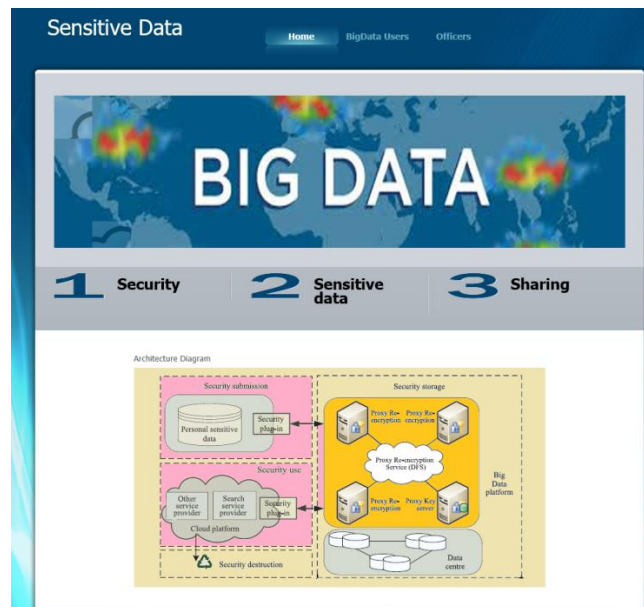 Sensitive Data
Home
BigData Users
Officers
BIG DATA
1 Security
2 Sensitive
data
3 Sharing
Architecture Diagram
Security submission
Personal sensitive
data
Security
plug-in
Security use
Other
service
provider
Search
service
provider
Security
plug-in
Cloud platform
Security destruction
Security storage
Proxy Re-
encryption
Proxy Re-
encryption
Proxy Re-encryption
Service (DFS)
Proxy Re-
encryption
Proxy Key
server
Data
centre
Big
Data
platform